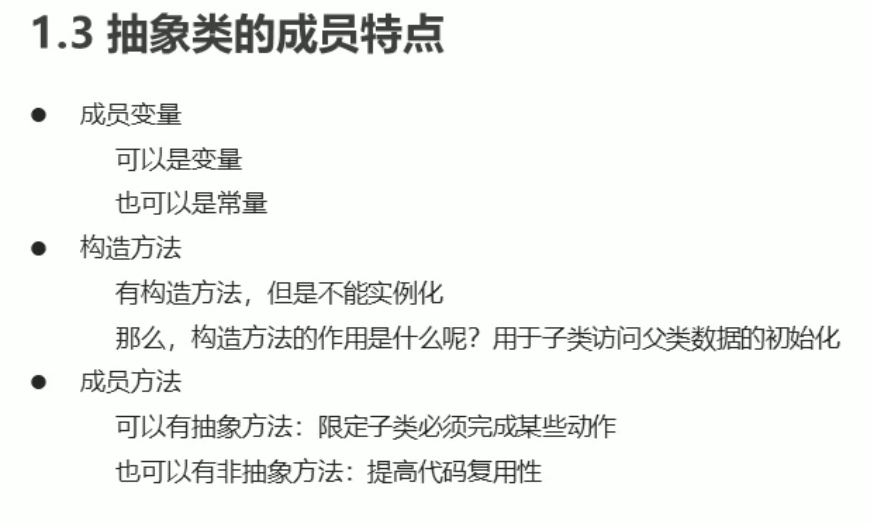 1.3 抽象类的成员特点
● 成员变量
可以是变量
也可以是常量
● 构造方法
有构造方法，但是不能实例化
那么，构造方法的作用是什么呢？用于子类访问父类数据的初始化
● 成员方法
可以有抽象方法：限定子类必须完成某些动作
也可以有非抽象方法：提高代码复用性